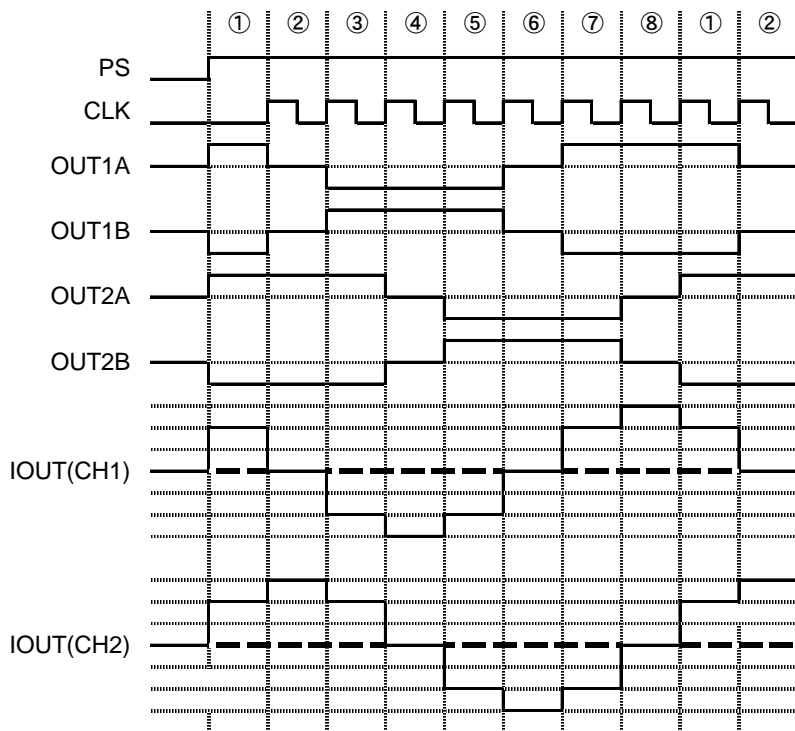 ① ② ③ ④ ⑤ ⑥ ⑦ ⑧ ① ②
PS
CLK
OUT1A
OUT1B
OUT2A
OUT2B
IOUT(CH1)
IOUT(CH2)